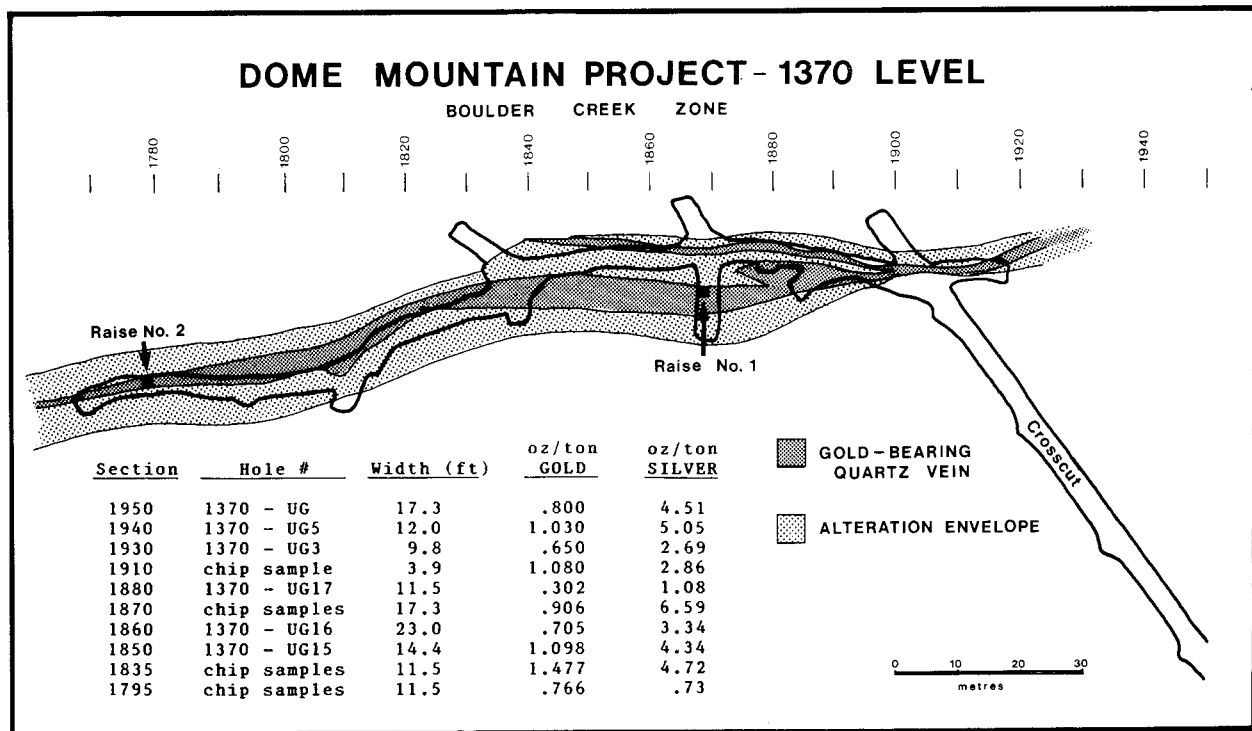 DOME MOUNTAIN PROJECT - 1370 LEVEL
BOULDER CREEK ZONE
1780 1800 1820 1840 1860 1880 1900 1920 1940
Raise No. 2
Raise No. 1
Crosscut
oz/ton oz/ton
Section Hole # Width (ft) GOLD SILVER
1950 1370 - UG 17.3 .800 4.51
1940 1370 - UG5 12.0 1.030 5.05
1930 1370 - UG3 9.8 .650 2.69
1910 chip sample 3.9 1.080 2.86
1880 1370 - UG17 11.5 .302 1.08
1870 chip samples 17.3 .906 6.59
1860 1370 - UG16 23.0 .705 3.34
1850 1370 - UG15 14.4 1.098 4.34
1835 chip samples 11.5 1.477 4.72
1795 chip samples 11.5 .766 .73
GOLD-BEARING
QUARTZ VEIN
ALTERATION ENVELOPE
0 10 20 30
metres